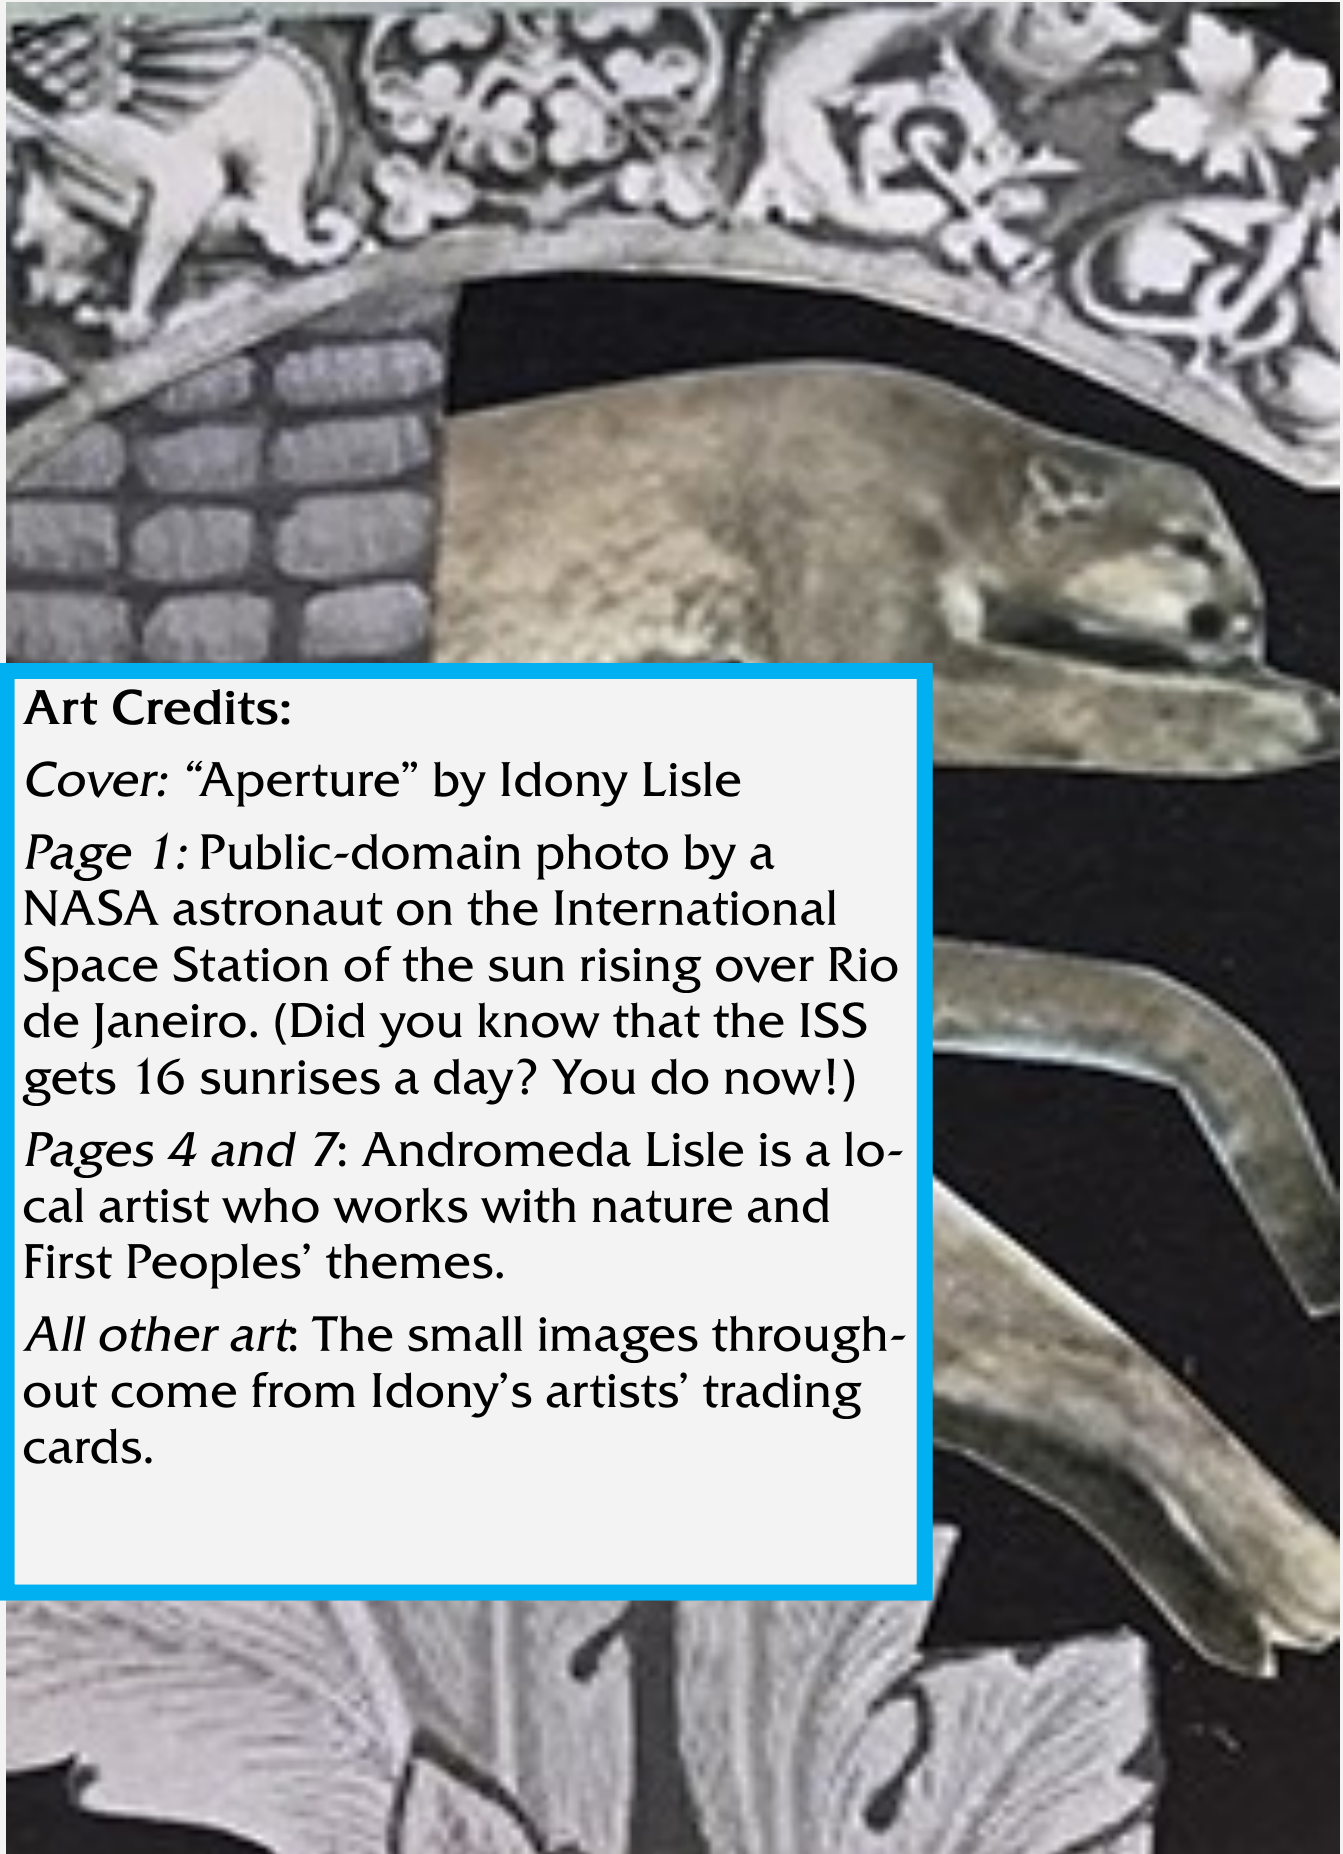 Art Credits:
Cover: “Aperture” by Idony Lisle
Page 1: Public-domain photo by a
NASA astronaut on the International
Space Station of the sun rising over Rio
de Janeiro. (Did you know that the ISS
gets 16 sunrises a day? You do now!)
Pages 4 and 7: Andromeda Lisle is a lo-
cal artist who works with nature and
First Peoples’ themes.
All other art: The small images through-
out come from Idony’s artists’ trading
cards.